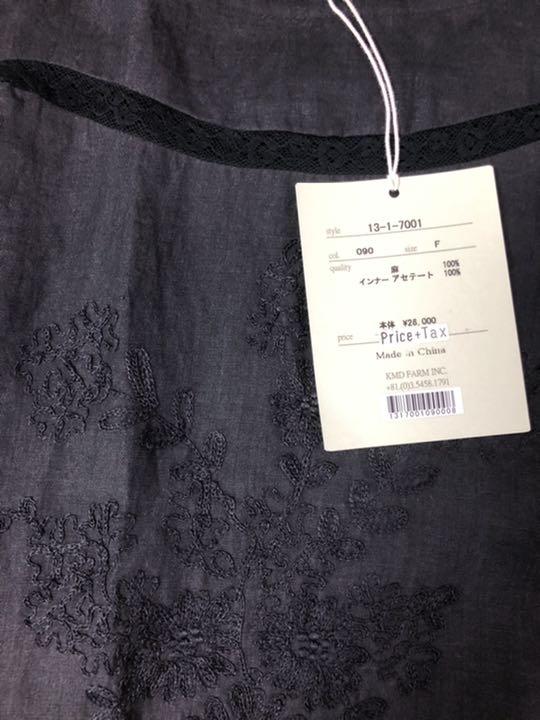 style 13-1-7001
col. 090 size F
quality 麻 100%
インナー アセテート 100%
本体 ¥26,000
price Price+Tax
Made in China
KMD FARM INC.
+81.(0)3.5458.1791
1317001090008